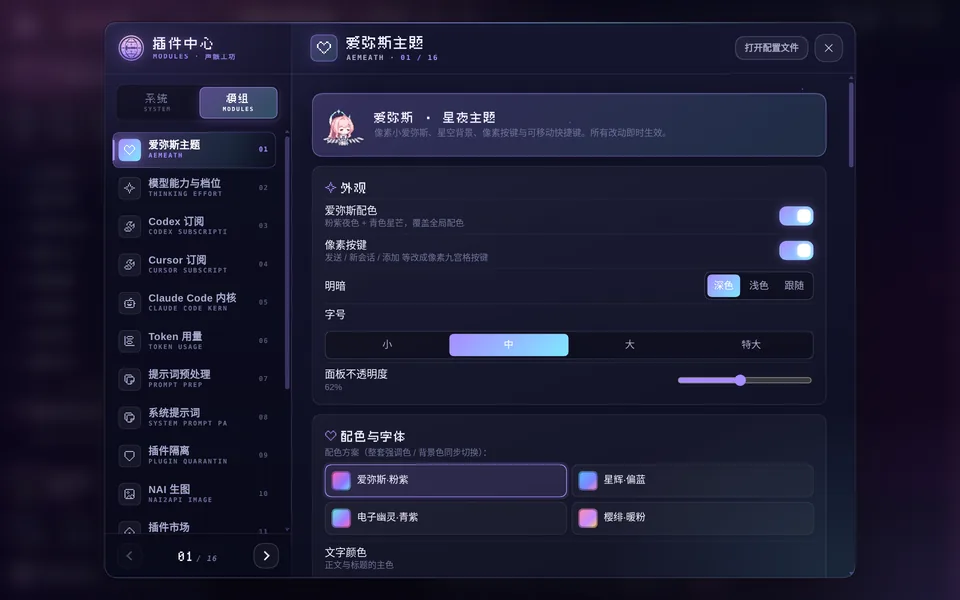 插件中心
MODULES · 声骸工坊
系统
SYSTEM
模组
MODULES
爱弥斯主题
AEMEATH
01
模型能力与档位
THINKING EFFORT
02
Codex 订阅
CODEX SUBSCRIPTI
03
Cursor 订阅
CURSOR SUBSCRIPT
04
Claude Code 内核
CLAUDE CODE KERN
05
Token 用量
TOKEN USAGE
06
提示词预处理
PROMPT PREP
07
系统提示词
SYSTEM PROMPT PA
08
插件隔离
PLUGIN QUARANTIN
09
NAI 生图
NAI2API IMAGE
10
插件市场
11
01 / 16
爱弥斯主题
AEMEATH · 01 / 16
打开配置文件
爱弥斯 · 星夜主题
像素小爱弥斯、星空背景、像素按键与可移动快捷键。所有改动即时生效。
外观
爱弥斯配色
粉紫夜色 + 青色星芒，覆盖全局配色
像素按键
发送 / 新会话 / 添加 等改成像素九宫格按键
明暗
深色
浅色
跟随
字号
小
中
大
特大
面板不透明度
62%
配色与字体
配色方案（整套强调色 / 背景色同步切换）：
爱弥斯·粉紫
星辉·偏蓝
电子幽灵·青紫
樱绯·暖粉
文字颜色
正文与标题的主色